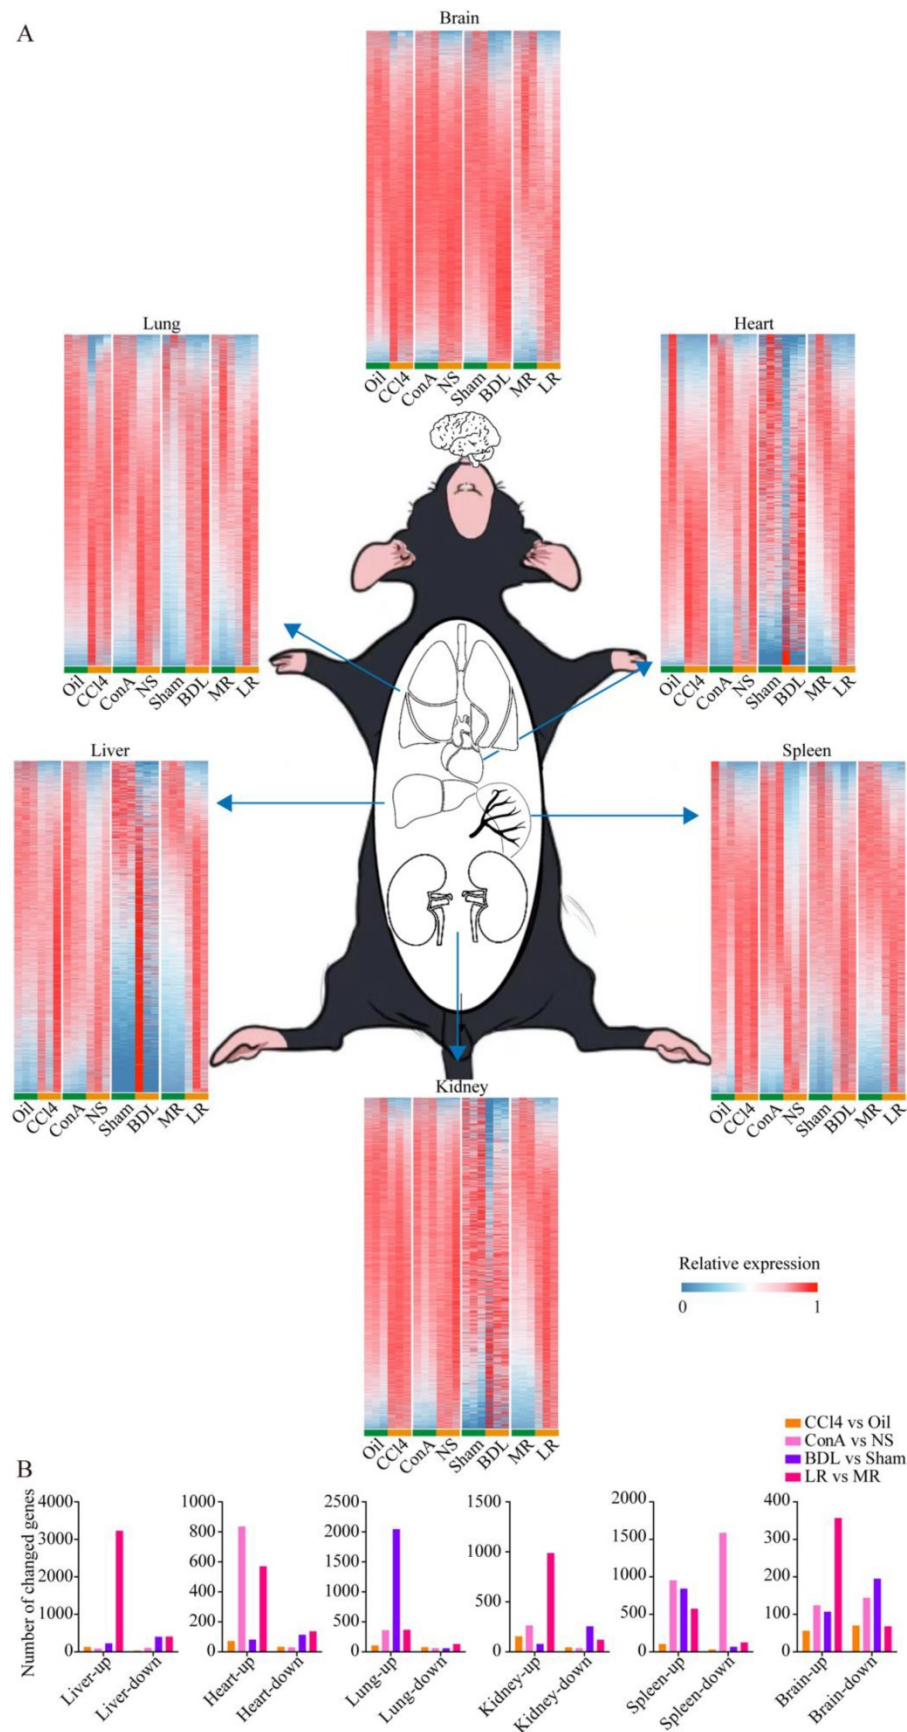 A
Brain
Oil CCl4 ConA NS Sham BDL MR LR
Lung
Oil CCl4 ConA NS Sham BDL MR LR
Heart
Oil CCl4 ConA NS Sham BDL MR LR
Liver
Oil CCl4 ConA NS Sham BDL MR LR
Spleen
Oil CCl4 ConA NS Sham BDL MR LR
Kidney
Oil CCl4 ConA NS Sham BDL MR LR
Relative expression
0 1
B
CCl4 vs Oil
ConA vs NS
BDL vs Sham
LR vs MR
Number of changed genes
4000
3000
2000
1000
0
Liver-up
Liver-down
1000
800
600
400
200
0
Heart-up
Heart-down
2500
2000
1500
1000
500
0
Lung-up
Lung-down
1500
1000
500
0
Kidney-up
Kidney-down
2000
1500
1000
500
0
Spleen-up
Spleen-down
400
300
200
100
0
Brain-up
Brain-down